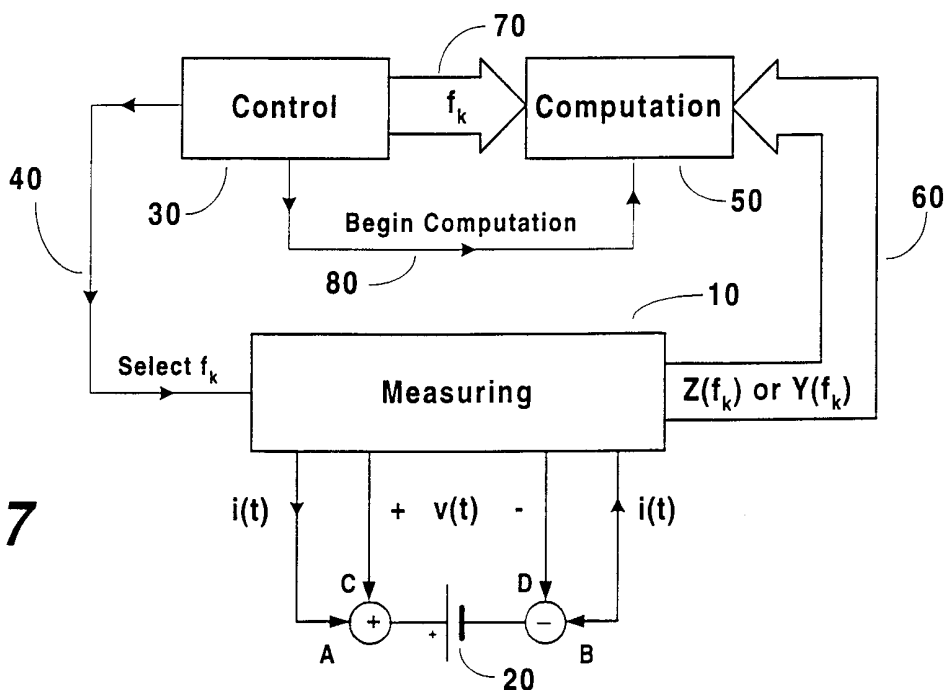 70
Control
f_k
Computation
40
30
50
60
Begin Computation
80
10
Select f_k
Measuring
Z(f_k) or Y(f_k)
7
i(t)
+ v(t) -
i(t)
C
D
+
+
−
A
B
20